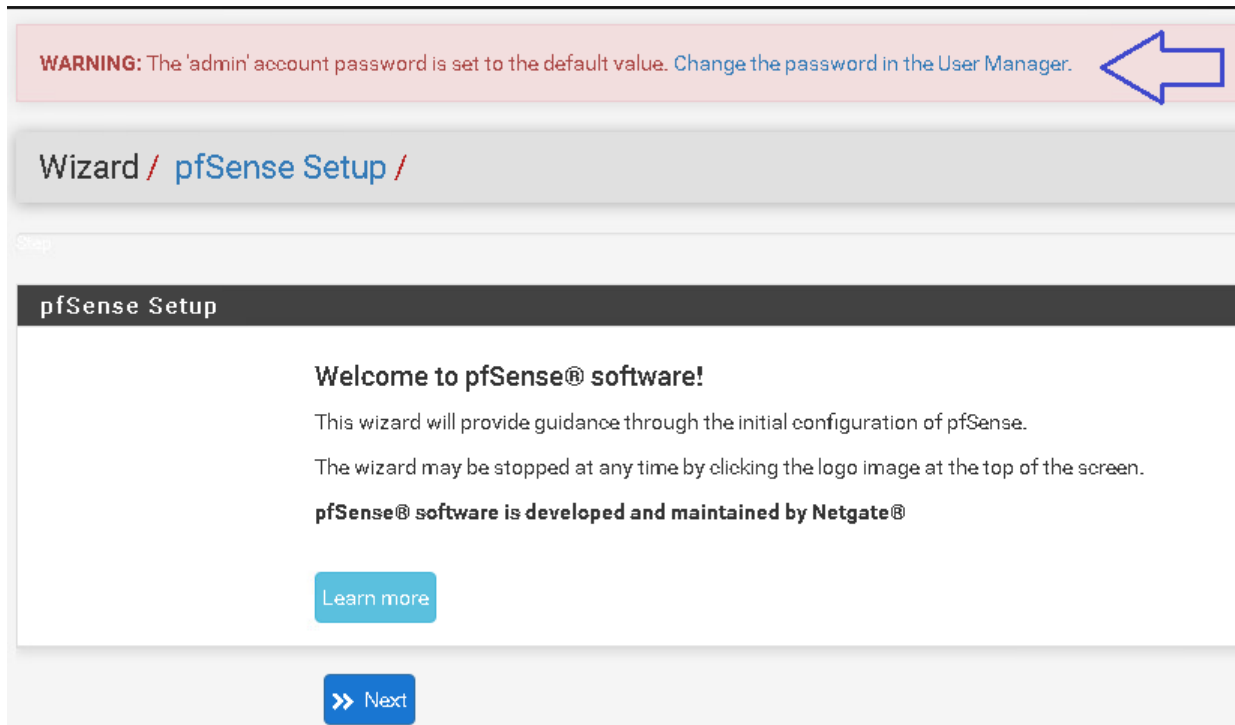 WARNING: The 'admin' account password is set to the default value. Change the password in the User Manager.
Wizard / pfSense Setup /
Step
pfSense Setup
Welcome to pfSense® software!
This wizard will provide guidance through the initial configuration of pfSense.
The wizard may be stopped at any time by clicking the logo image at the top of the screen.
pfSense® software is developed and maintained by Netgate®
Learn more
Next